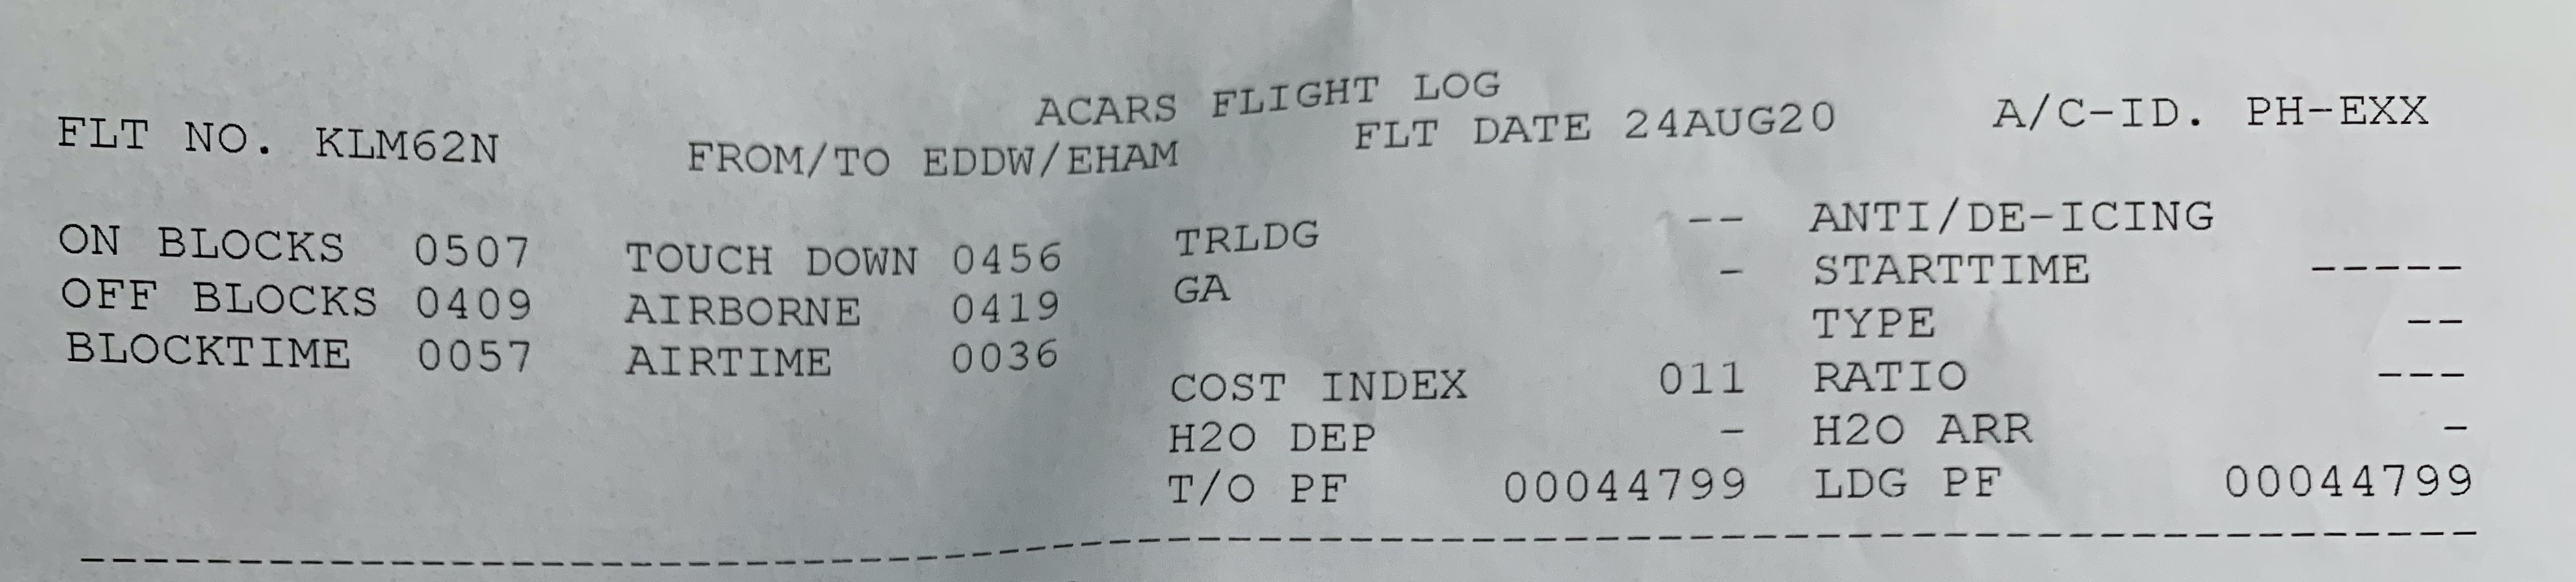 ACARS FLIGHT LOG
FLT NO. KLM62N FROM/TO EDDW/EHAM FLT DATE 24AUG20 A/C-ID. PH-EXX
ON BLOCKS 0507 TOUCH DOWN 0456 TRLDG -- ANTI/DE-ICING
OFF BLOCKS 0409 AIRBORNE 0419 GA - STARTTIME -----
BLOCKTIME 0057 AIRTIME 0036 TYPE --
COST INDEX 011 RATIO ---
H2O DEP - H2O ARR -
T/O PF 00044799 LDG PF 00044799